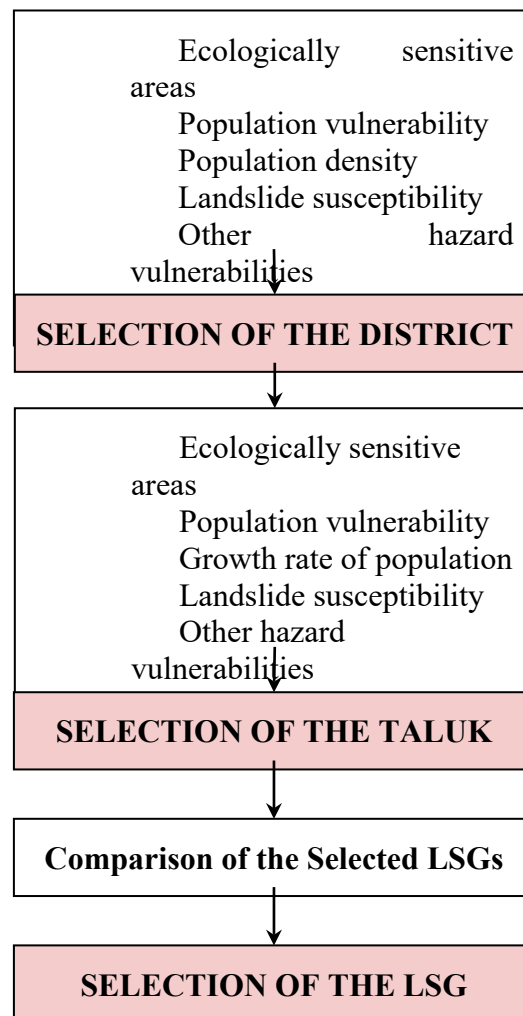 Ecologically sensitive
areas
Population vulnerability
Population density
Landslide susceptibility
Other hazard
vulnerabilities
SELECTION OF THE DISTRICT
Ecologically sensitive
areas
Population vulnerability
Growth rate of population
Landslide susceptibility
Other hazard
vulnerabilities
SELECTION OF THE TALUK
Comparison of the Selected LSGs
SELECTION OF THE LSG